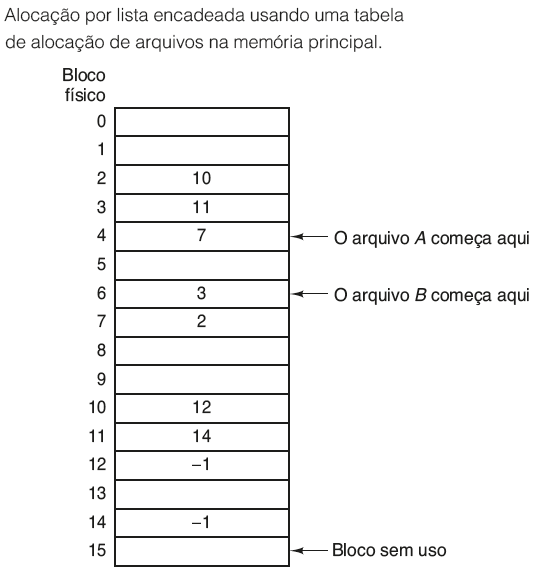 Alocação por lista encadeada usando uma tabela
de alocação de arquivos na memória principal.
Bloco
físico
0
1
2 10
3 11
4 7 O arquivo A começa aqui
5
6 3 O arquivo B começa aqui
7 2
8
9
10 12
11 14
12 –1
13
14 –1
15 Bloco sem uso